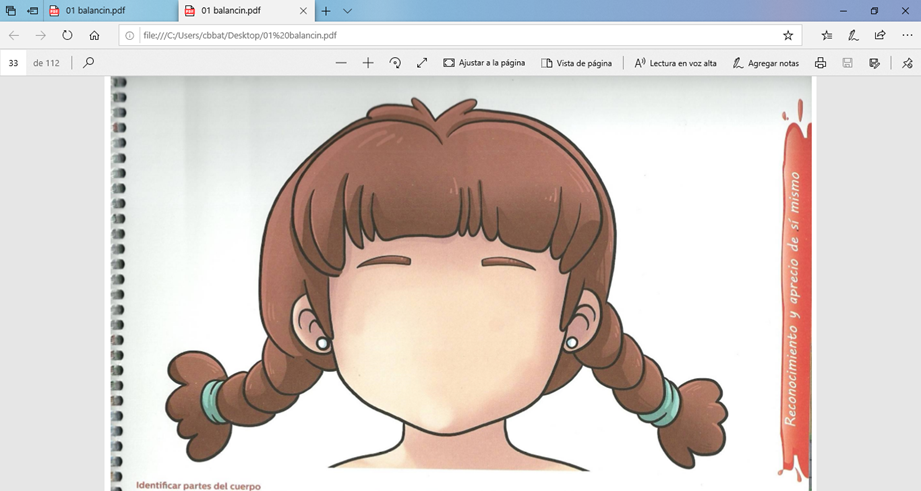 01 balancin.pdf
01 balancin.pdf
file:///C:/Users/cbbat/Desktop/01%20balancin.pdf
33 de 112
Ajustar a la página
Vista de página
Lectura en voz alta
Agregar notas
Reconocimiento y aprecio de sí mismo
Identificar partes del cuerpo